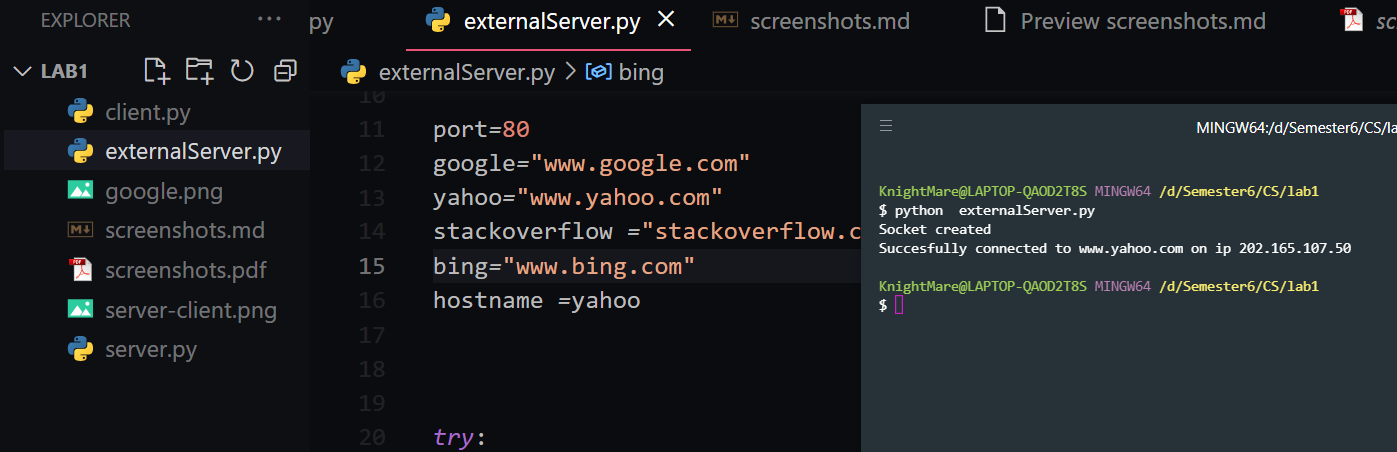 EXPLORER ···
LAB1
client.py
externalServer.py
google.png
screenshots.md
screenshots.pdf
server-client.png
server.py
py externalServer.py screenshots.md Preview screenshots.md
externalServer.py > bing
10
11 port=80
12 google="www.google.com"
13 yahoo="www.yahoo.com"
14 stackoverflow ="stackoverflow.c
15 bing="www.bing.com"
16 hostname =yahoo
17
18
19
20 try:
MINGW64:/d/Semester6/CS/la
KnightMare@LAPTOP-QAOD2T8S MINGW64 /d/Semester6/CS/lab1
$ python  externalServer.py
Socket created
Succesfully connected to www.yahoo.com on ip 202.165.107.50
KnightMare@LAPTOP-QAOD2T8S MINGW64 /d/Semester6/CS/lab1
$